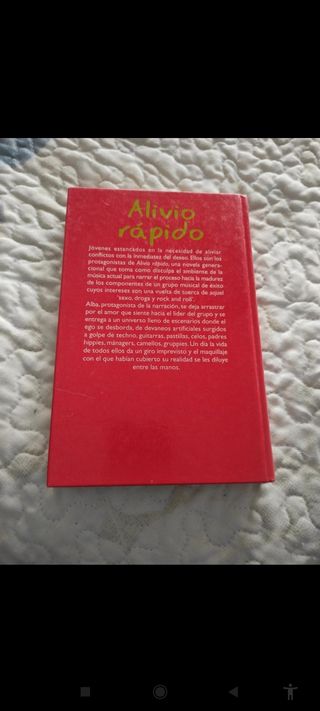 Alivio
rápido
Jóvenes estancados en la necesidad de aliviar
conflictos con la inmediatez del deseo. Ellos son los
protagonistas de Alivio rápido, una novela genera-
cional que toma como disculpa el ambiente de la
música actual para narrar el proceso hacia la madurez
de los componentes de un grupo musical de éxito
cuyos intereses son una vuelta de tuerca de aquel
'sexo, droga y rock and roll'.
Alba, protagonista de la narración, se deja arrastrar
por el amor que siente hacia el líder del grupo y se
entrega a un universo lleno de escenarios donde el
ego se desborda, de devaneos artificiales surgidos
a golpe de techno, guitarras, pastillas, celos, padres
hippies, mánagers, camellos, gruppies. Un día la vida
de todos ellos da un giro imprevisto y el maquillaje
con el que habían cubierto su realidad se les diluye
entre las manos.